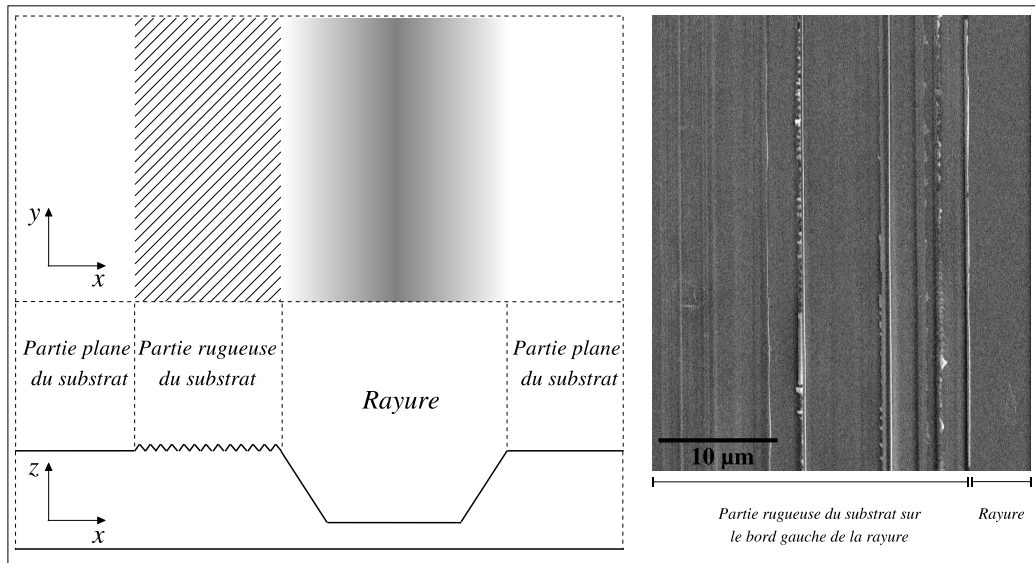 y
x
Partie plane
du substrat
Partie rugueuse
du substrat
Rayure
Partie plane
du substrat
z
x
10 µm
Partie rugueuse du substrat sur
le bord gauche de la rayure
Rayure